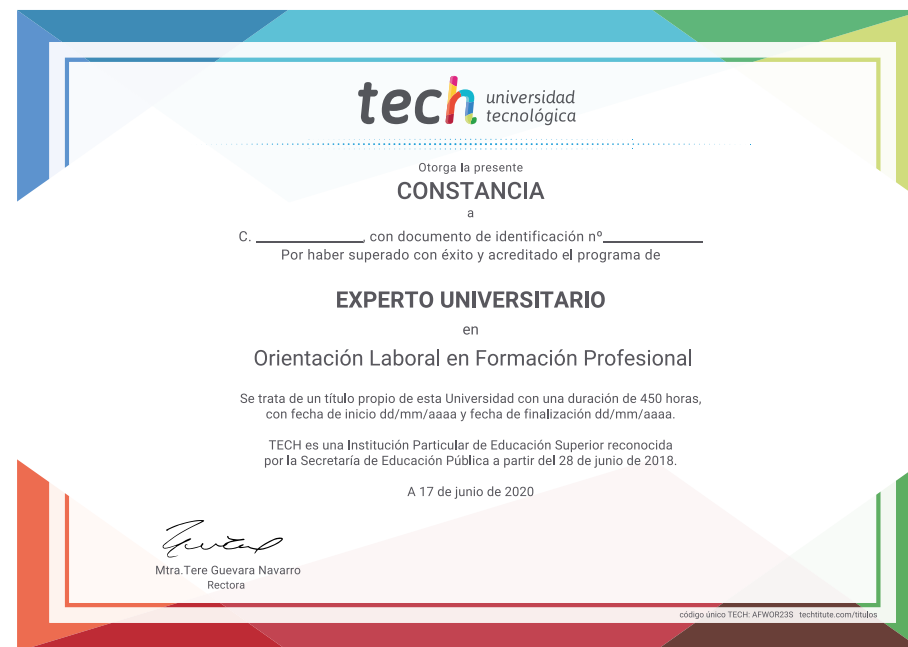 tech universidad
tecnológica
Otorga la presente
CONSTANCIA
a
C. ____________, con documento de identificación nº____________
Por haber superado con éxito y acreditado el programa de
EXPERTO UNIVERSITARIO
en
Orientación Laboral en Formación Profesional
Se trata de un título propio de esta Universidad con una duración de 450 horas,
con fecha de inicio dd/mm/aaaa y fecha de finalización dd/mm/aaaa.
TECH es una Institución Particular de Educación Superior reconocida
por la Secretaría de Educación Pública a partir del 28 de junio de 2018.
A 17 de junio de 2020
Mtra.Tere Guevara Navarro
Rectora
código único TECH: AFWOR23S techtitute.com/titulos